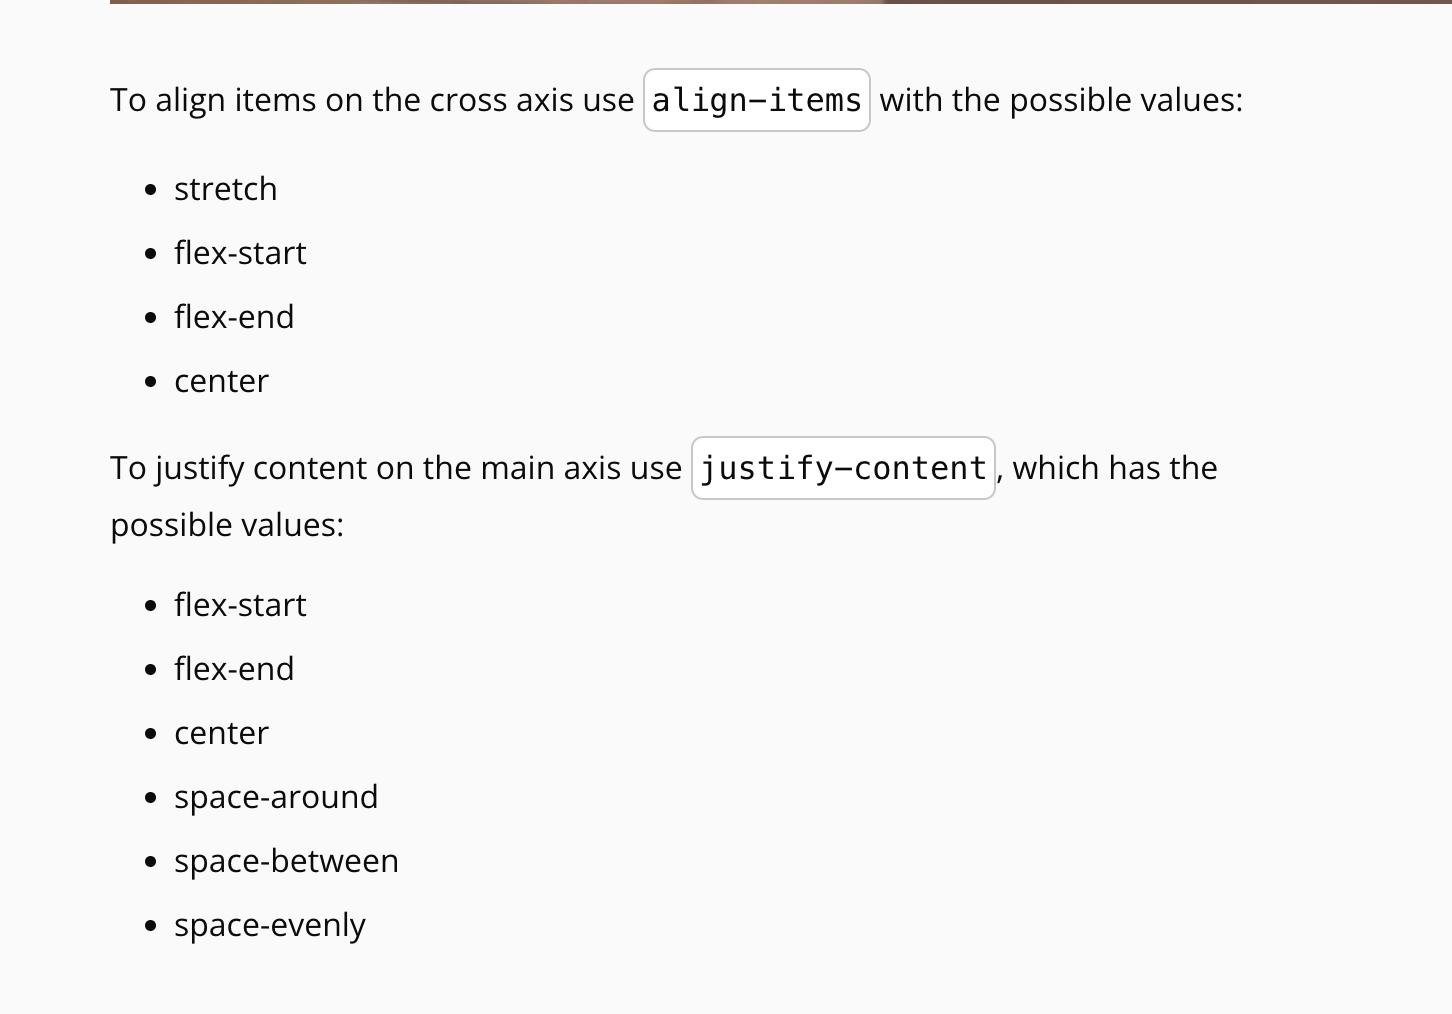 To align items on the cross axis use align-items with the possible values:
• stretch
• flex-start
• flex-end
• center
To justify content on the main axis use justify-content, which has the
possible values:
• flex-start
• flex-end
• center
• space-around
• space-between
• space-evenly